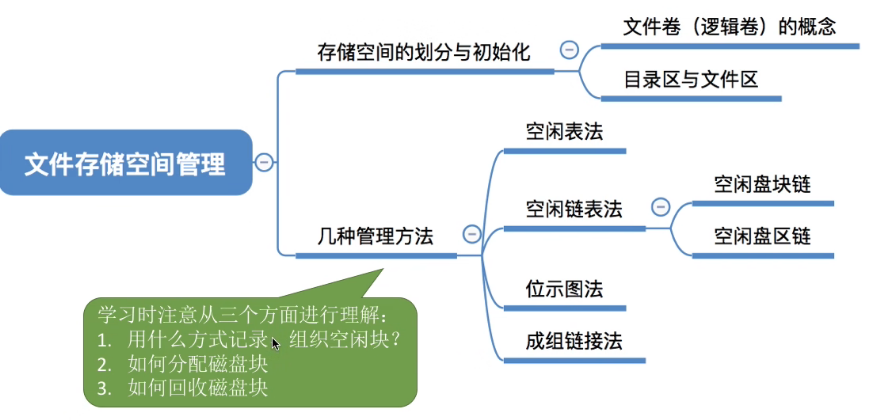 文件存储空间管理
存储空间的划分与初始化
文件卷（逻辑卷）的概念
目录区与文件区
几种管理方法
空闲表法
空闲链表法
空闲盘块链
空闲盘区链
位示图法
成组链接法
学习时注意从三个方面进行理解：
1. 用什么方式记录、组织空闲块？
2. 如何分配磁盘块
3. 如何回收磁盘块